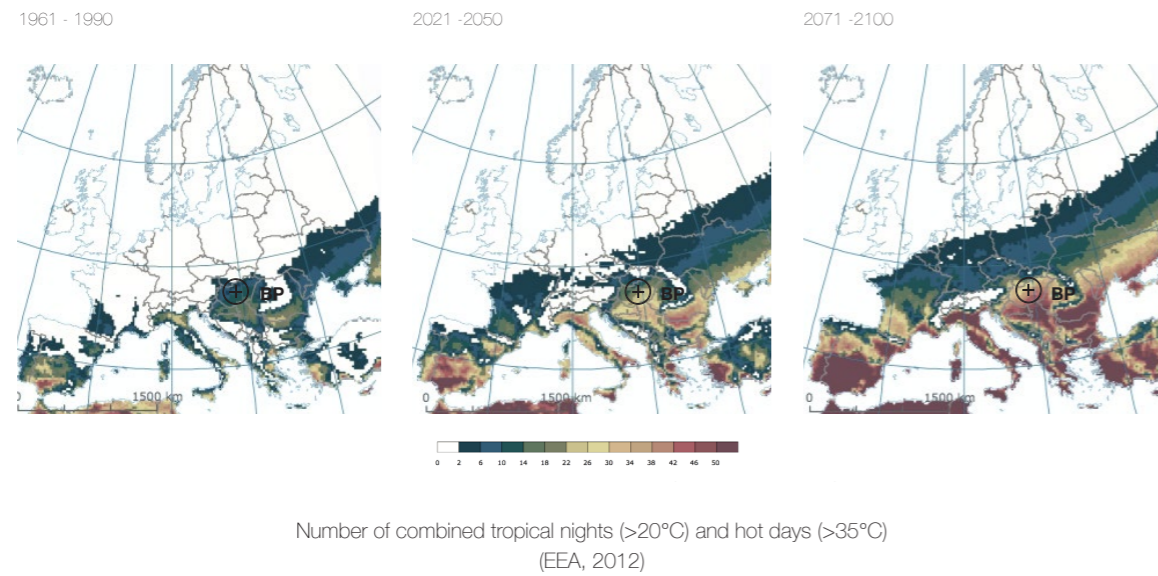 1961 - 1990
2021 -2050
2071 -2100
BP
BP
BP
0
1500 km
0
1500 km
0
1500 km
0 2 6 10 14 18 22 26 30 34 38 42 46 50
Number of combined tropical nights (>20°C) and hot days (>35°C)
(EEA, 2012)